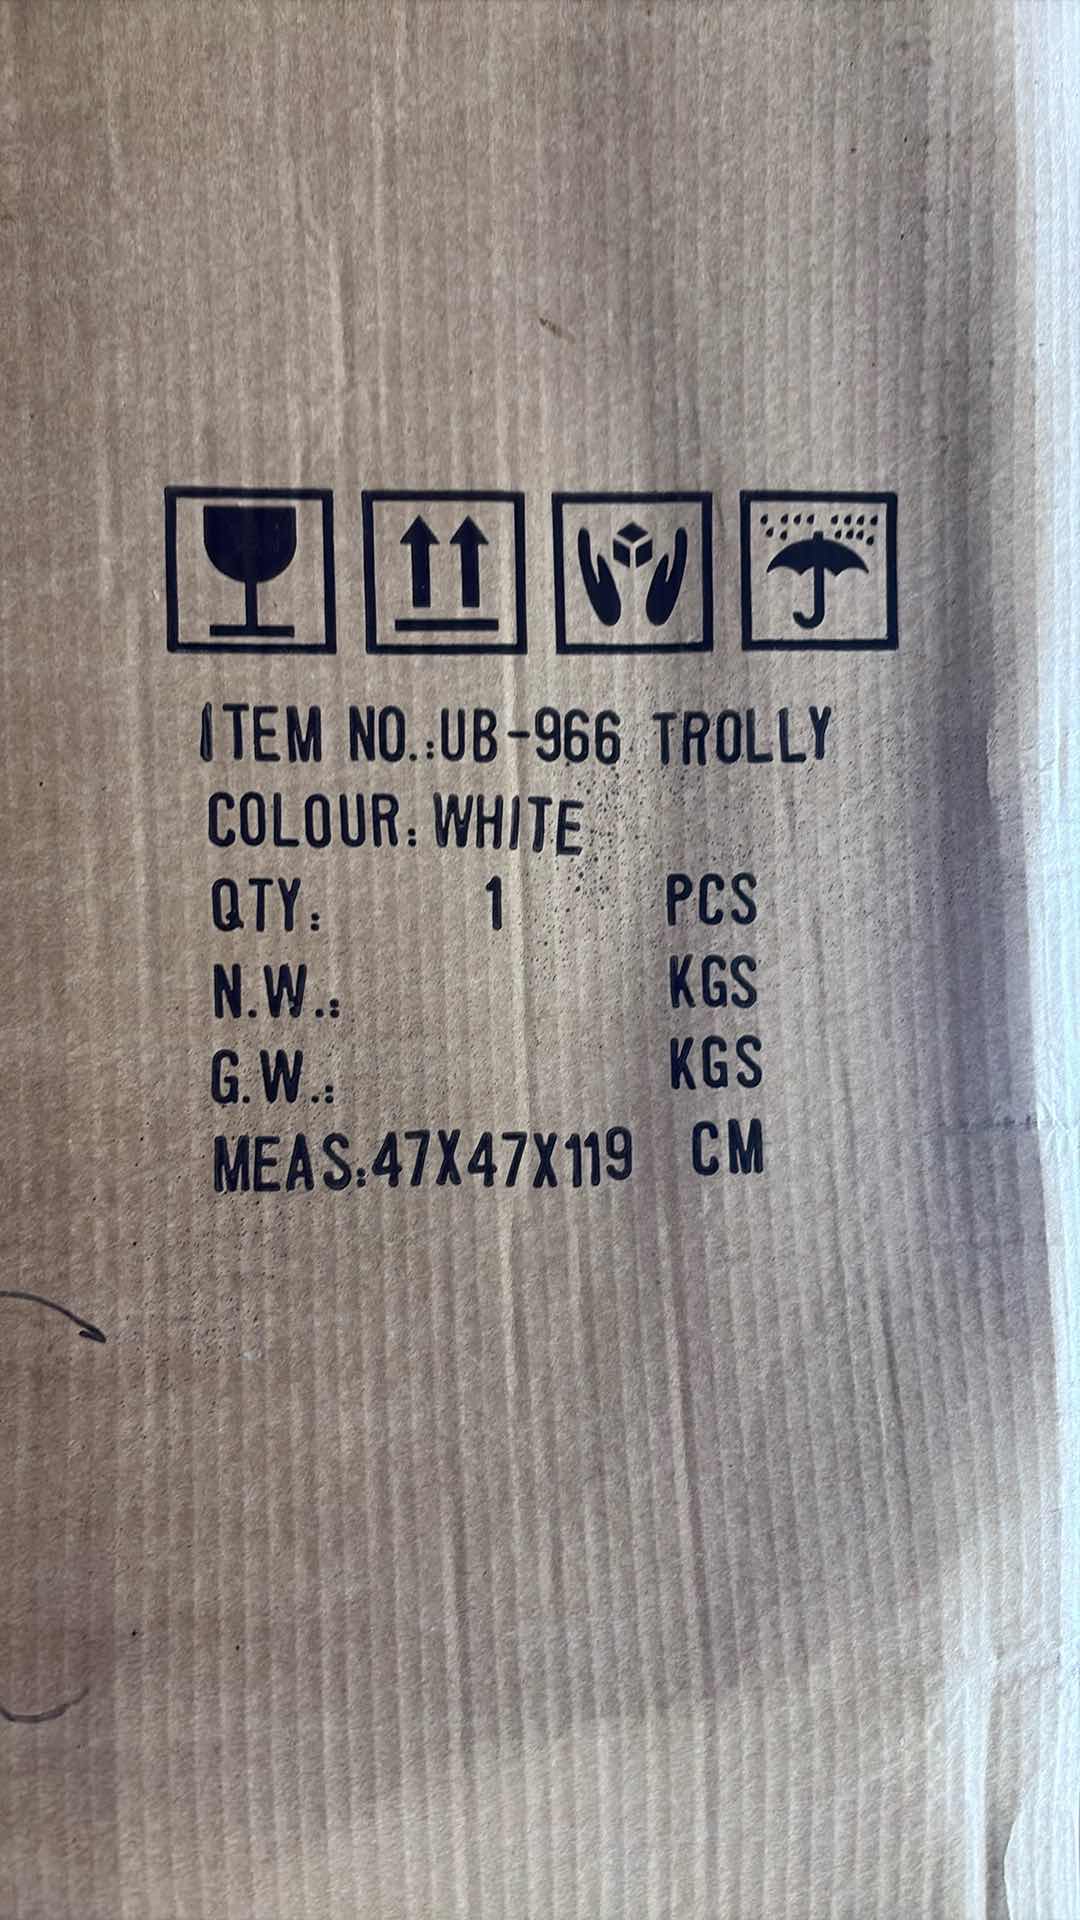 ITEM NO.:UB-966 TROLLY
COLOUR: WHITE
QTY: 1 PCS
N.W.: KGS
G.W.: KGS
MEAS:47X47X119 CM